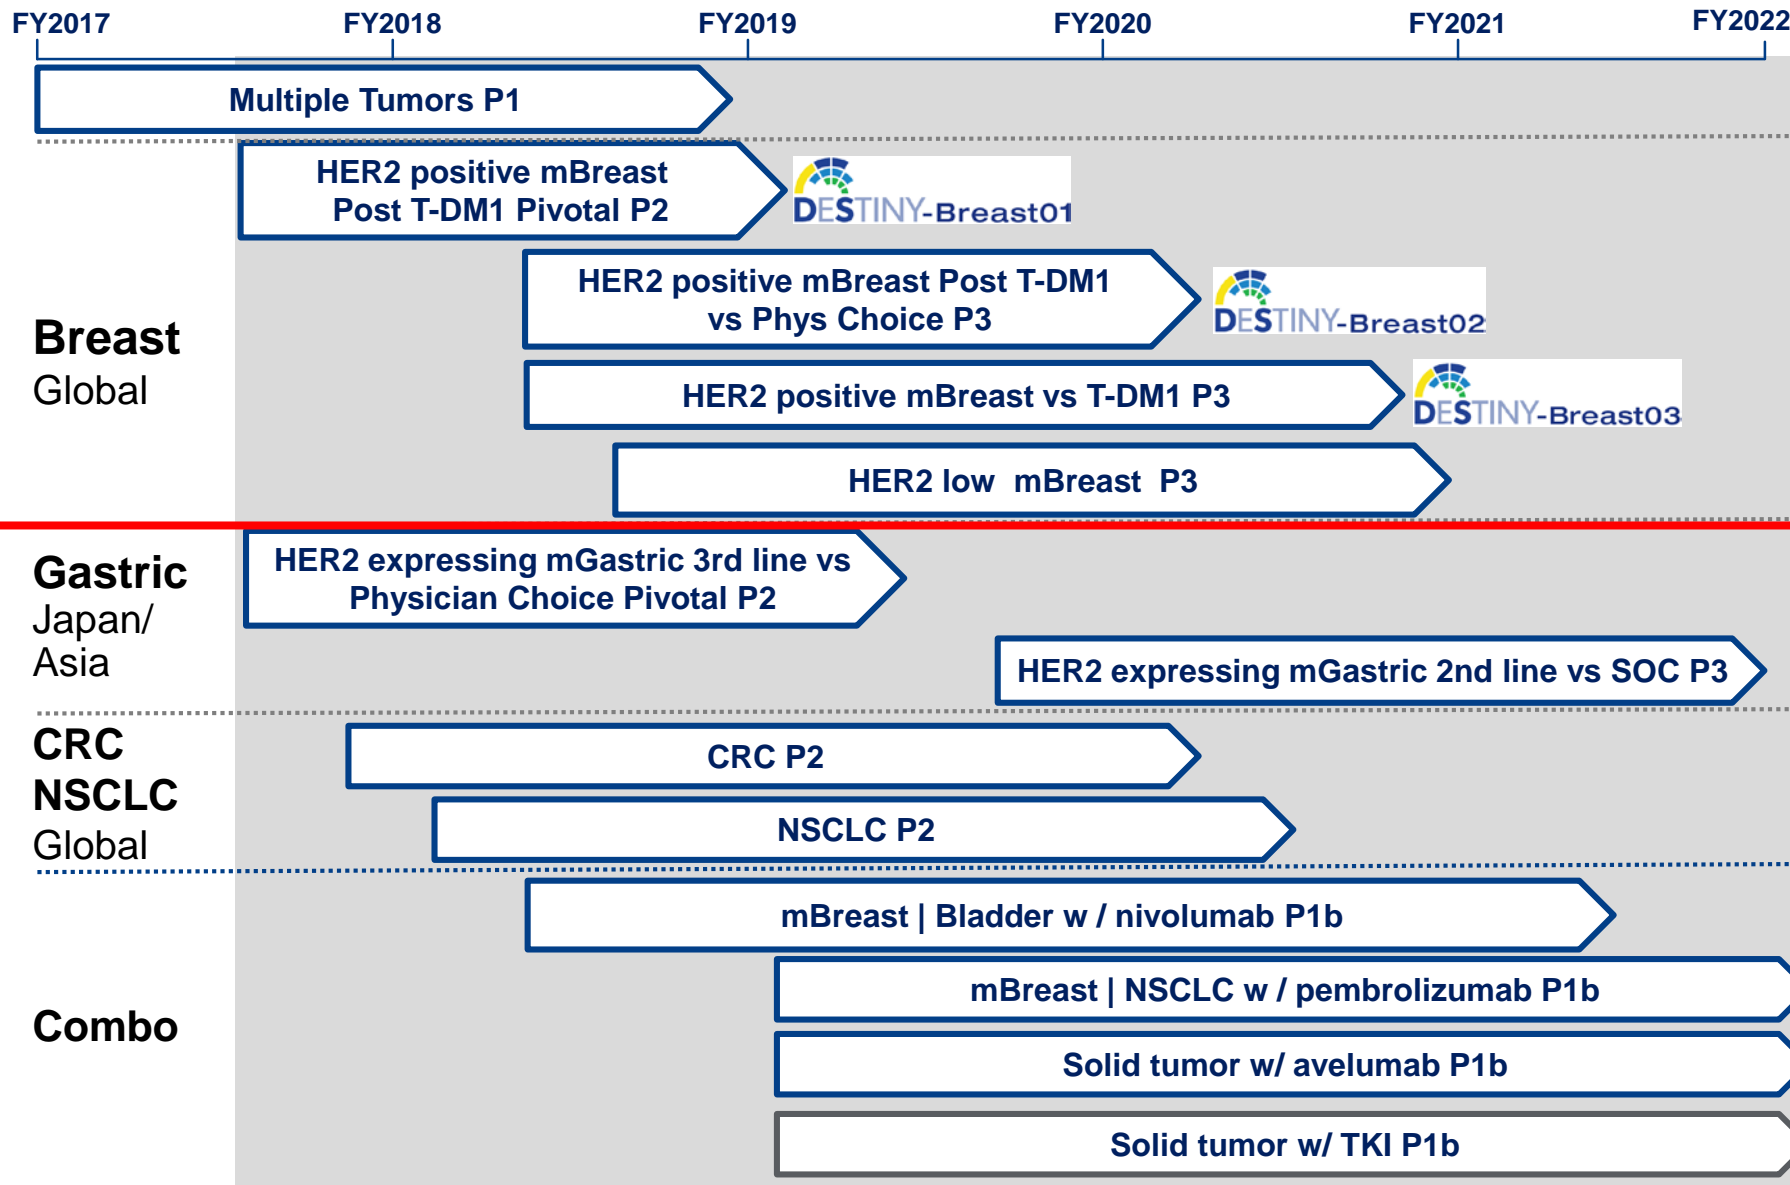 FY2017 FY2018 FY2019 FY2020 FY2021 FY2022
Multiple Tumors P1
Breast
Global
HER2 positive mBreast
Post T-DM1 Pivotal P2
DESTINY-Breast01
HER2 positive mBreast Post T-DM1
vs Phys Choice P3
DESTINY-Breast02
HER2 positive mBreast vs T-DM1 P3
DESTINY-Breast03
HER2 low mBreast P3
Gastric
Japan/
Asia
HER2 expressing mGastric 3rd line vs
Physician Choice Pivotal P2
HER2 expressing mGastric 2nd line vs SOC P3
CRC
NSCLC
Global
CRC P2
NSCLC P2
Combo
mBreast | Bladder w / nivolumab P1b
mBreast | NSCLC w / pembrolizumab P1b
Solid tumor w/ avelumab P1b
Solid tumor w/ TKI P1b